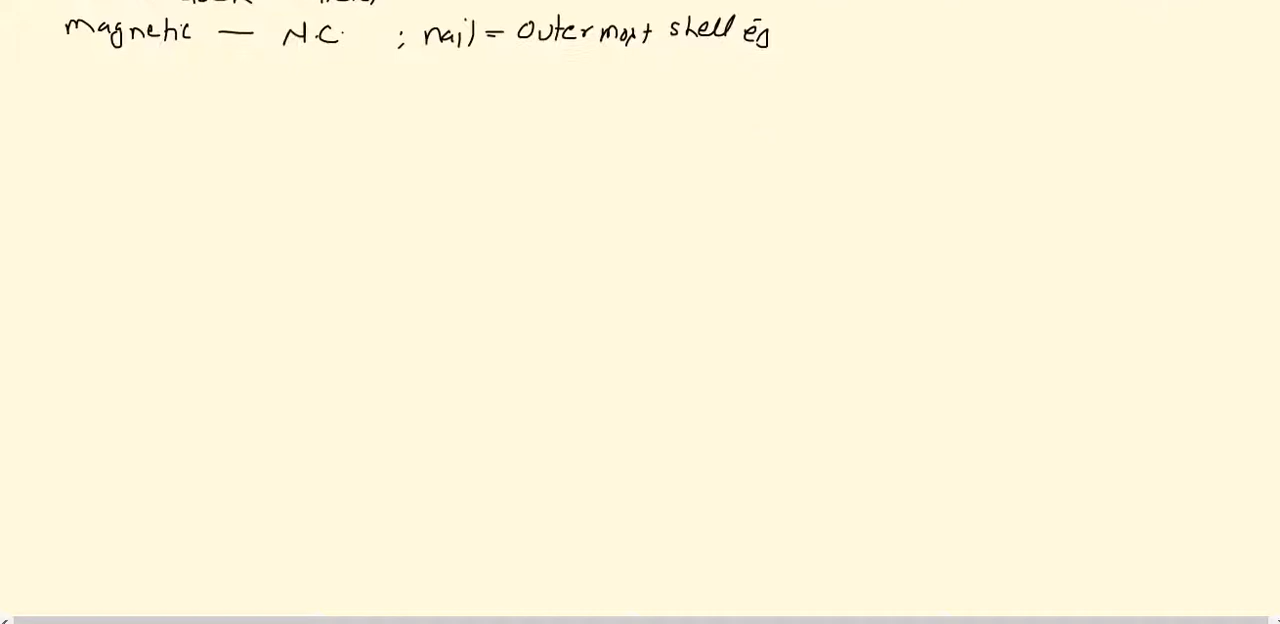 magnetic — N.C. ; nail = outermost shell